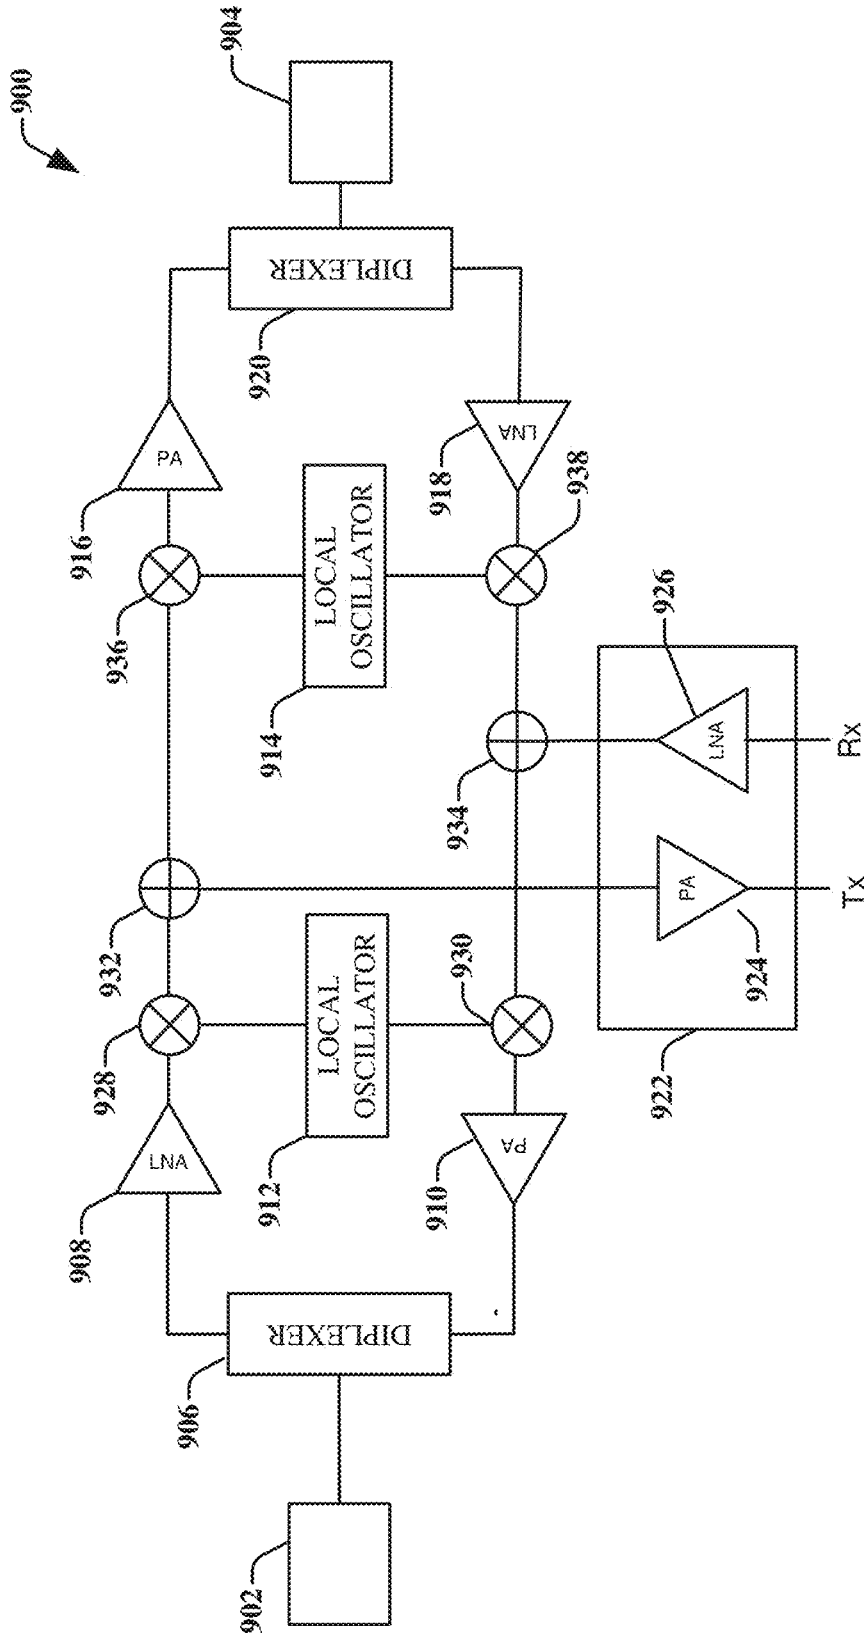 900
904
DIPLEXER
920
PA
916
LNA
918
936
LOCAL
OSCILLATOR
914
938
926
LNA
Rx
934
932
PA
924
Tx
922
928
LOCAL
OSCILLATOR
912
930
LNA
908
PA
910
DIPLEXER
906
902